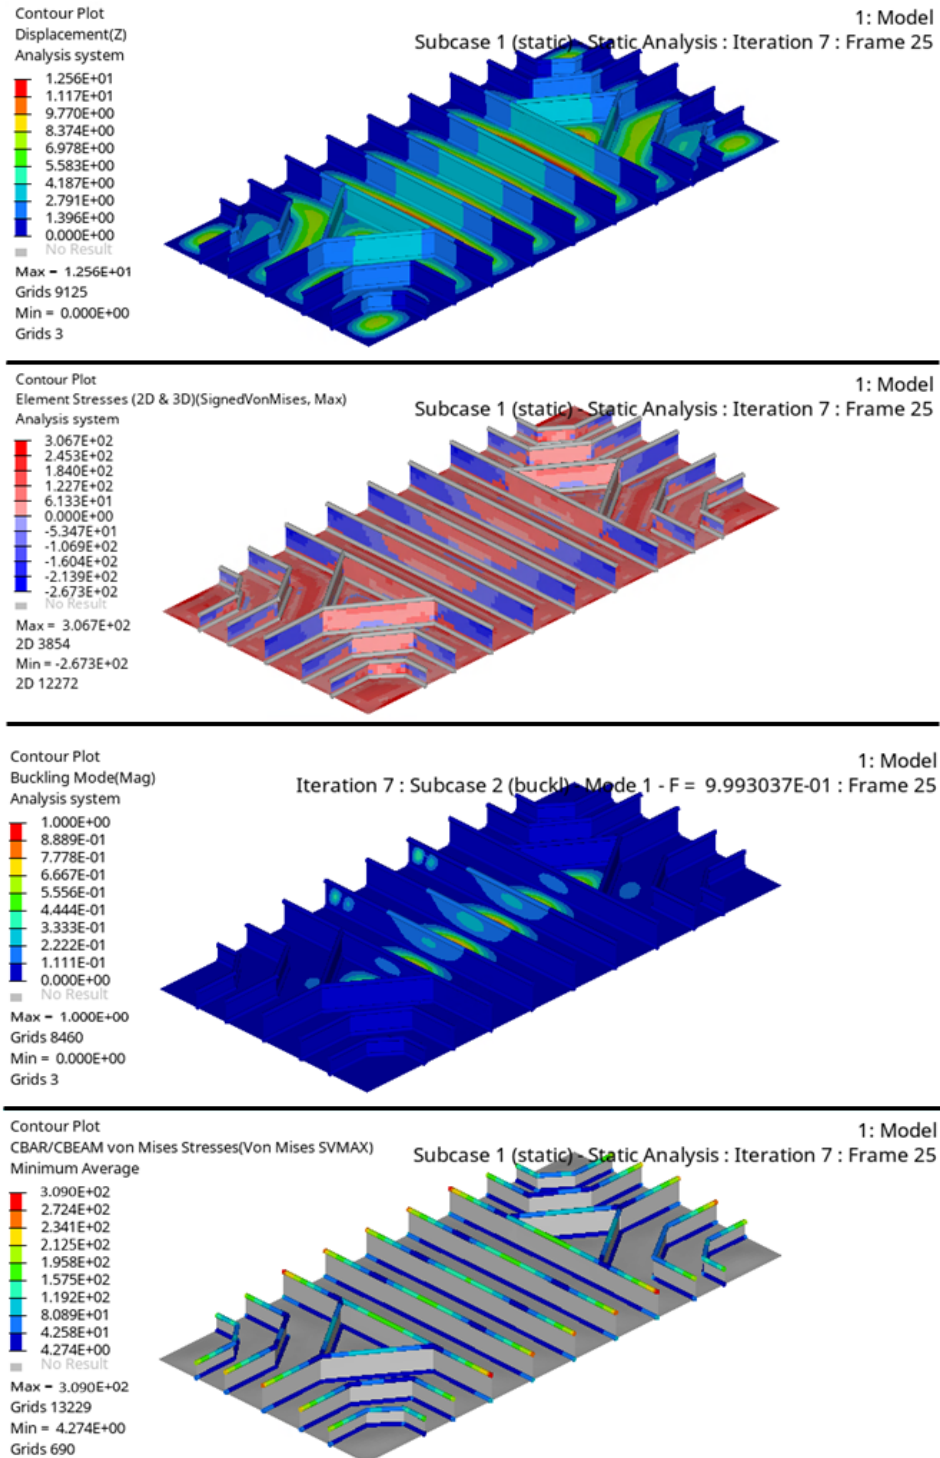 Contour Plot
Displacement(Z)
Analysis system
1.256E+01
1.117E+01
9.770E+00
8.374E+00
6.978E+00
5.583E+00
4.187E+00
2.791E+00
1.396E+00
0.000E+00
No Result
Max = 1.256E+01
Grids 9125
Min = 0.000E+00
Grids 3
1: Model
Subcase 1 (static) - Static Analysis : Iteration 7 : Frame 25
Contour Plot
Element Stresses (2D & 3D)(SignedVonMises, Max)
Analysis system
3.067E+02
2.453E+02
1.840E+02
1.227E+02
6.133E+01
0.000E+00
-5.347E+01
-1.069E+02
-1.604E+02
-2.139E+02
-2.673E+02
No Result
Max = 3.067E+02
2D 3854
Min = -2.673E+02
2D 12272
1: Model
Subcase 1 (static) - Static Analysis : Iteration 7 : Frame 25
Contour Plot
Buckling Mode(Mag)
Analysis system
1.000E+00
8.889E-01
7.778E-01
6.667E-01
5.556E-01
4.444E-01
3.333E-01
2.222E-01
1.111E-01
0.000E+00
No Result
Max = 1.000E+00
Grids 8460
Min = 0.000E+00
Grids 3
1: Model
Iteration 7 : Subcase 2 (buckl) - Mode 1 - F = 9.993037E-01 : Frame 25
Contour Plot
CBAR/CBEAM von Mises Stresses(Von Mises SVMAX)
Minimum Average
3.090E+02
2.724E+02
2.341E+02
2.125E+02
1.958E+02
1.575E+02
1.192E+02
8.089E+01
4.258E+01
4.274E+00
No Result
Max = 3.090E+02
Grids 13229
Min = 4.274E+00
Grids 690
1: Model
Subcase 1 (static) - Static Analysis : Iteration 7 : Frame 25